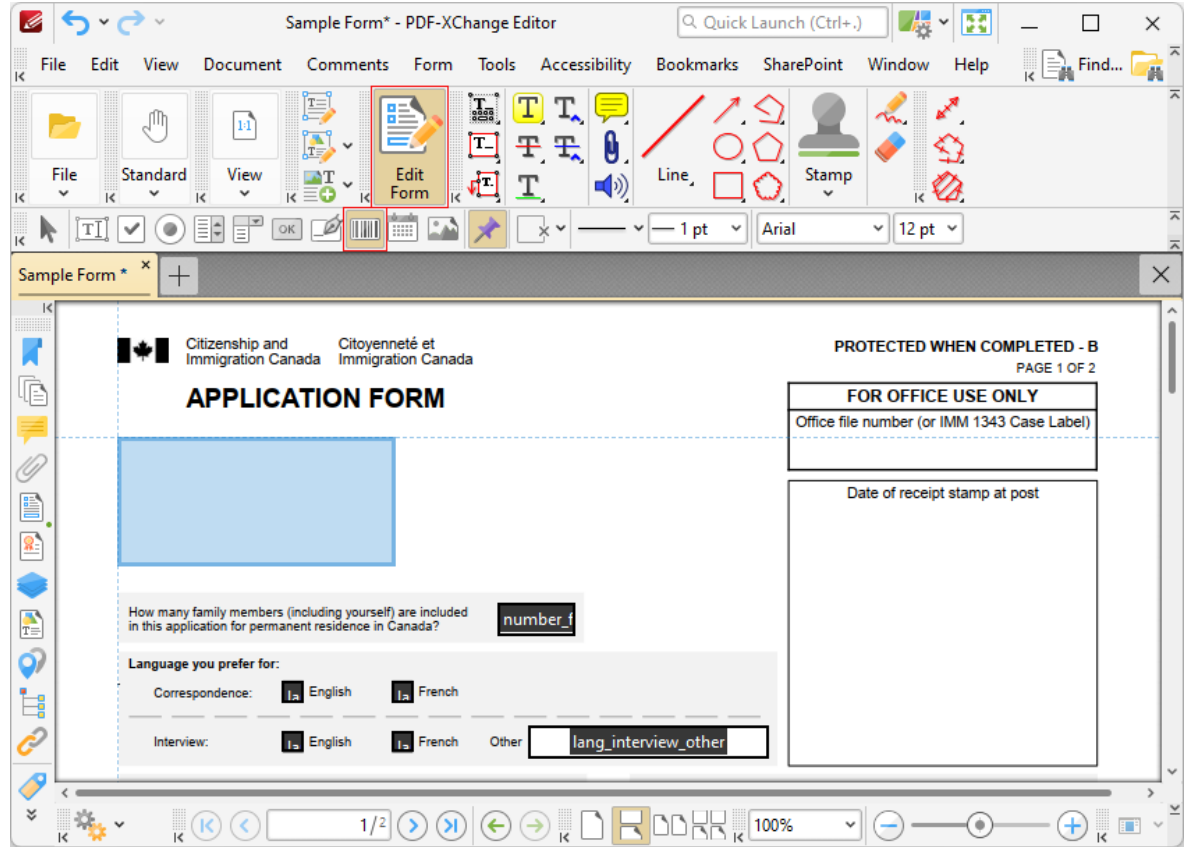 Sample Form* - PDF-XChange Editor
Quick Launch (Ctrl+.)
File Edit View Document Comments Form Tools Accessibility Bookmarks SharePoint Window Help Find...
File Standard View Edit Form Line Stamp
OK 1 pt Arial 12 pt
Sample Form *
Citizenship and Immigration Canada
Citoyenneté et Immigration Canada
PROTECTED WHEN COMPLETED - B
PAGE 1 OF 2
APPLICATION FORM
FOR OFFICE USE ONLY
Office file number (or IMM 1343 Case Label)
Date of receipt stamp at post
How many family members (including yourself) are included
in this application for permanent residence in Canada?
number_f
Language you prefer for:
Correspondence: la English la French
Interview: la English la French Other lang_interview_other
1/2 100%